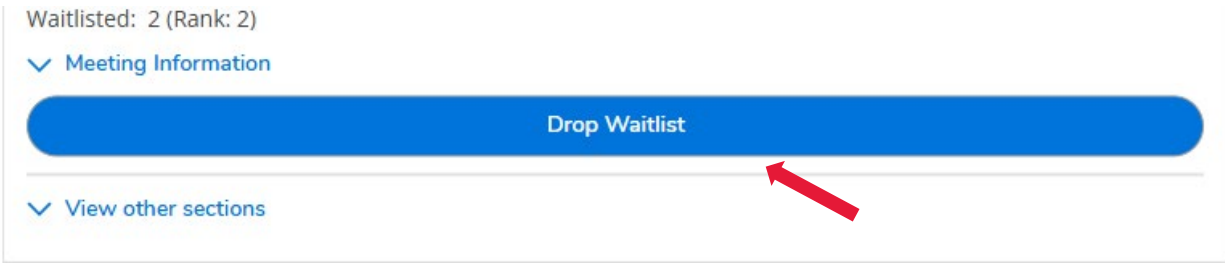 Waitlisted: 2 (Rank: 2)
Meeting Information
Drop Waitlist
View other sections